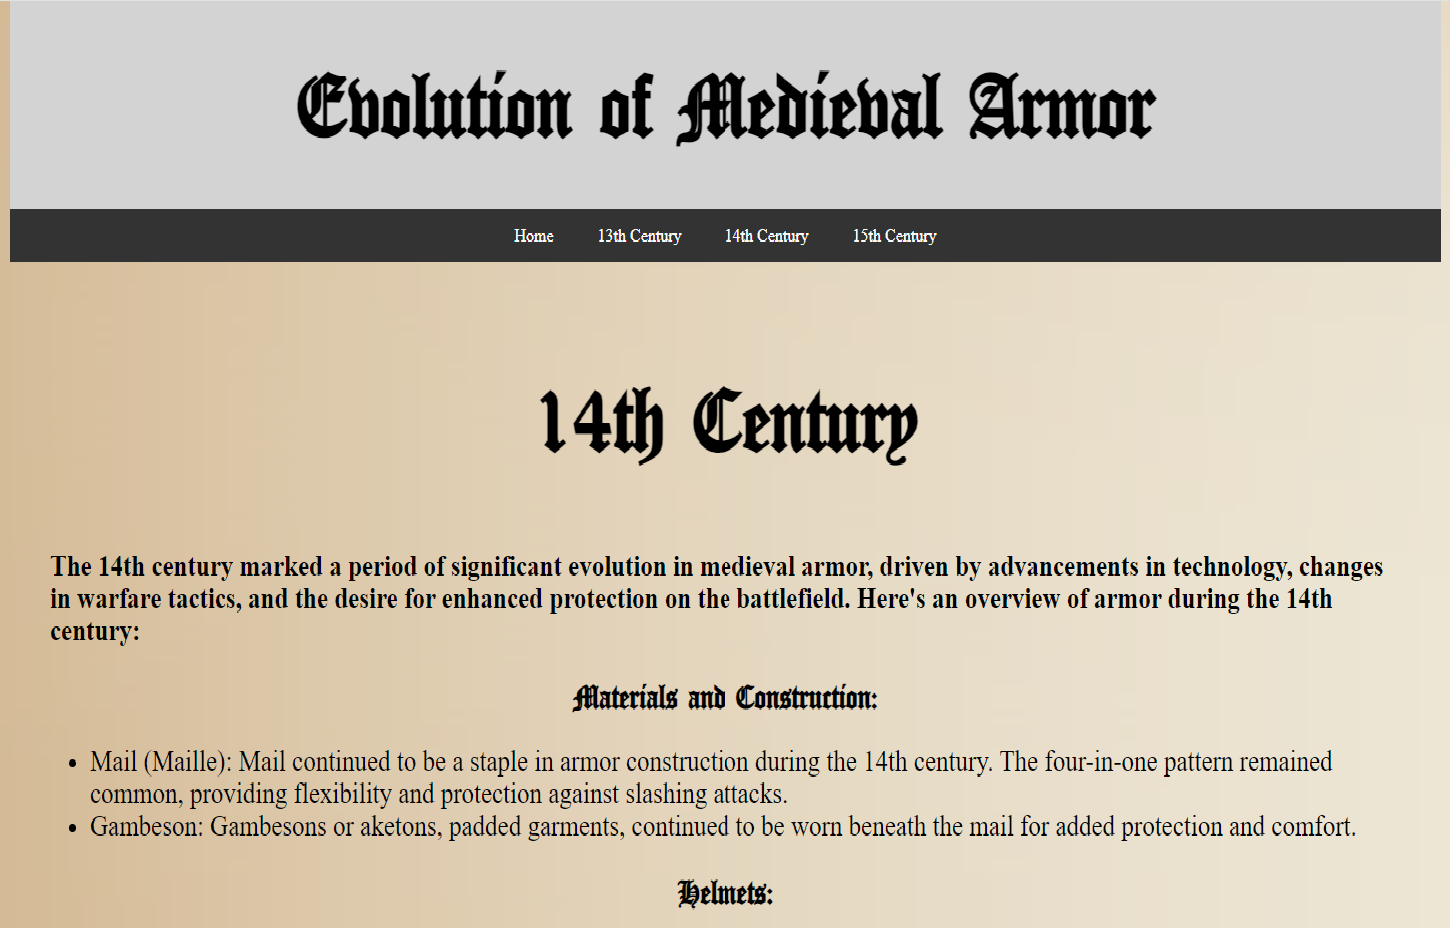 Evolution of Medieval Armor
Home 13th Century 14th Century 15th Century
14th Century
The 14th century marked a period of significant evolution in medieval armor, driven by advancements in technology, changes
in warfare tactics, and the desire for enhanced protection on the battlefield. Here's an overview of armor during the 14th
century:
Materials and Construction:
• Mail (Maille): Mail continued to be a staple in armor construction during the 14th century. The four-in-one pattern remained
common, providing flexibility and protection against slashing attacks.
• Gambeson: Gambesons or aketons, padded garments, continued to be worn beneath the mail for added protection and comfort.
Helmets: